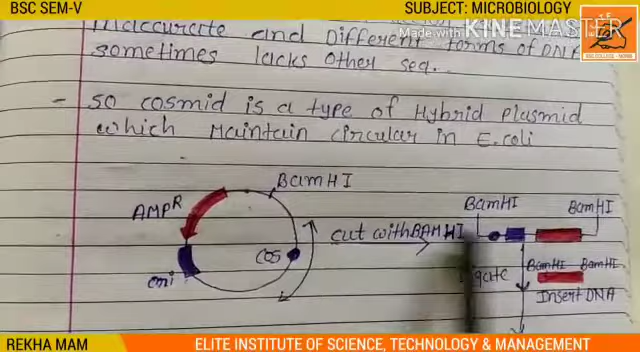 BSC SEM-V
SUBJECT: MICROBIOLOGY
Made with KINEMASTER
inaccurate and Different forms of DNA
sometimes lacks other seq..
- So cosmid is a type of Hybrid plasmid
which Maintain circular in E.coli
BamHI
AMPR
BamHI
BamHI
cut with BAMHI
cos
ori
BamHI BamHI
Insert DNA
REKHA MAM
ELITE INSTITUTE OF SCIENCE, TECHNOLOGY & MANAGEMENT